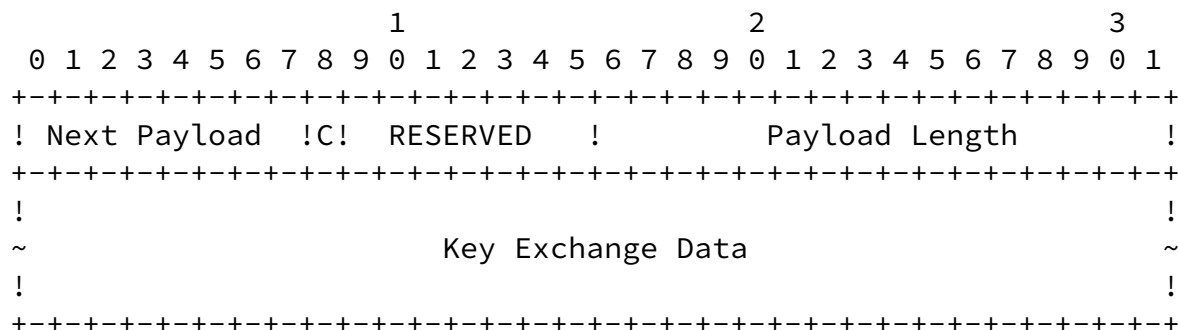 1                   2                   3
 0 1 2 3 4 5 6 7 8 9 0 1 2 3 4 5 6 7 8 9 0 1 2 3 4 5 6 7 8 9 0 1
+-+-+-+-+-+-+-+-+-+-+-+-+-+-+-+-+-+-+-+-+-+-+-+-+-+-+-+-+-+-+-+-+
! Next Payload  !C!  RESERVED   !         Payload Length        !
+-+-+-+-+-+-+-+-+-+-+-+-+-+-+-+-+-+-+-+-+-+-+-+-+-+-+-+-+-+-+-+-+
!                                                               !
~                       Key Exchange Data                       ~
!                                                               !
+-+-+-+-+-+-+-+-+-+-+-+-+-+-+-+-+-+-+-+-+-+-+-+-+-+-+-+-+-+-+-+-+